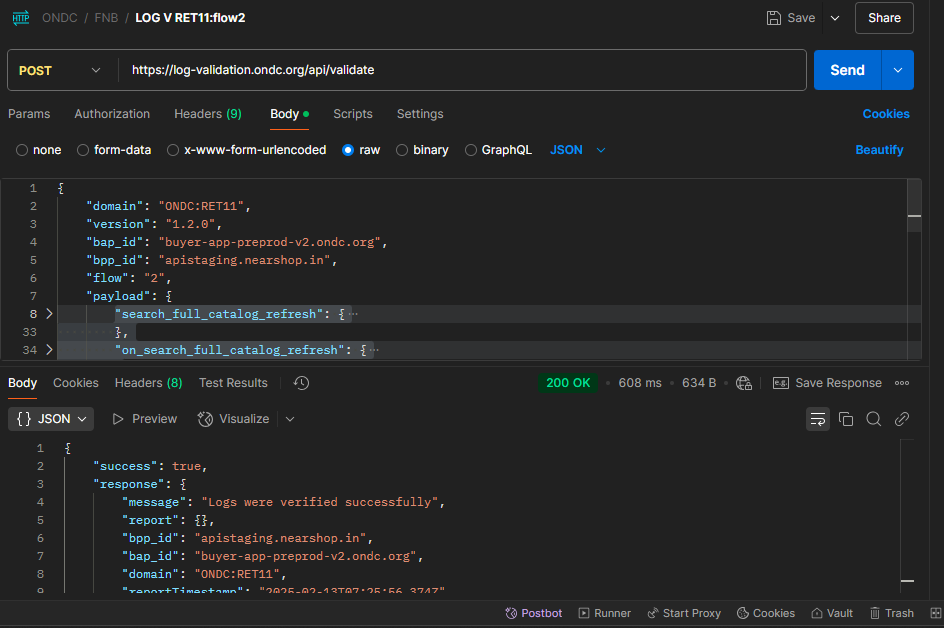 HTTP ONDC / FNB / LOG V RET11:flow2 Save Share
POST https://log-validation.ondc.org/api/validate Send
Params Authorization Headers (9) Body Scripts Settings Cookies
none form-data x-www-form-urlencoded raw binary GraphQL JSON Beautify
1 {
2 "domain": "ONDC:RET11",
3 "version": "1.2.0",
4 "bap_id": "buyer-app-preprod-v2.ondc.org",
5 "bpp_id": "apistaging.nearshop.in",
6 "flow": "2",
7 "payload": {
8 "search_full_catalog_refresh": {
33 },
34 "on_search_full_catalog_refresh": {
Body Cookies Headers (8) Test Results 200 OK 608 ms 634 B e.g. Save Response
{} JSON Preview Visualize
1 {
2 "success": true,
3 "response": {
4 "message": "Logs were verified successfully",
5 "report": {},
6 "bpp_id": "apistaging.nearshop.in",
7 "bap_id": "buyer-app-preprod-v2.ondc.org",
8 "domain": "ONDC:RET11",
9 "reportTimestamp": "2025-02-13T07:25:56.374Z"
Postbot Runner Start Proxy Cookies Vault Trash